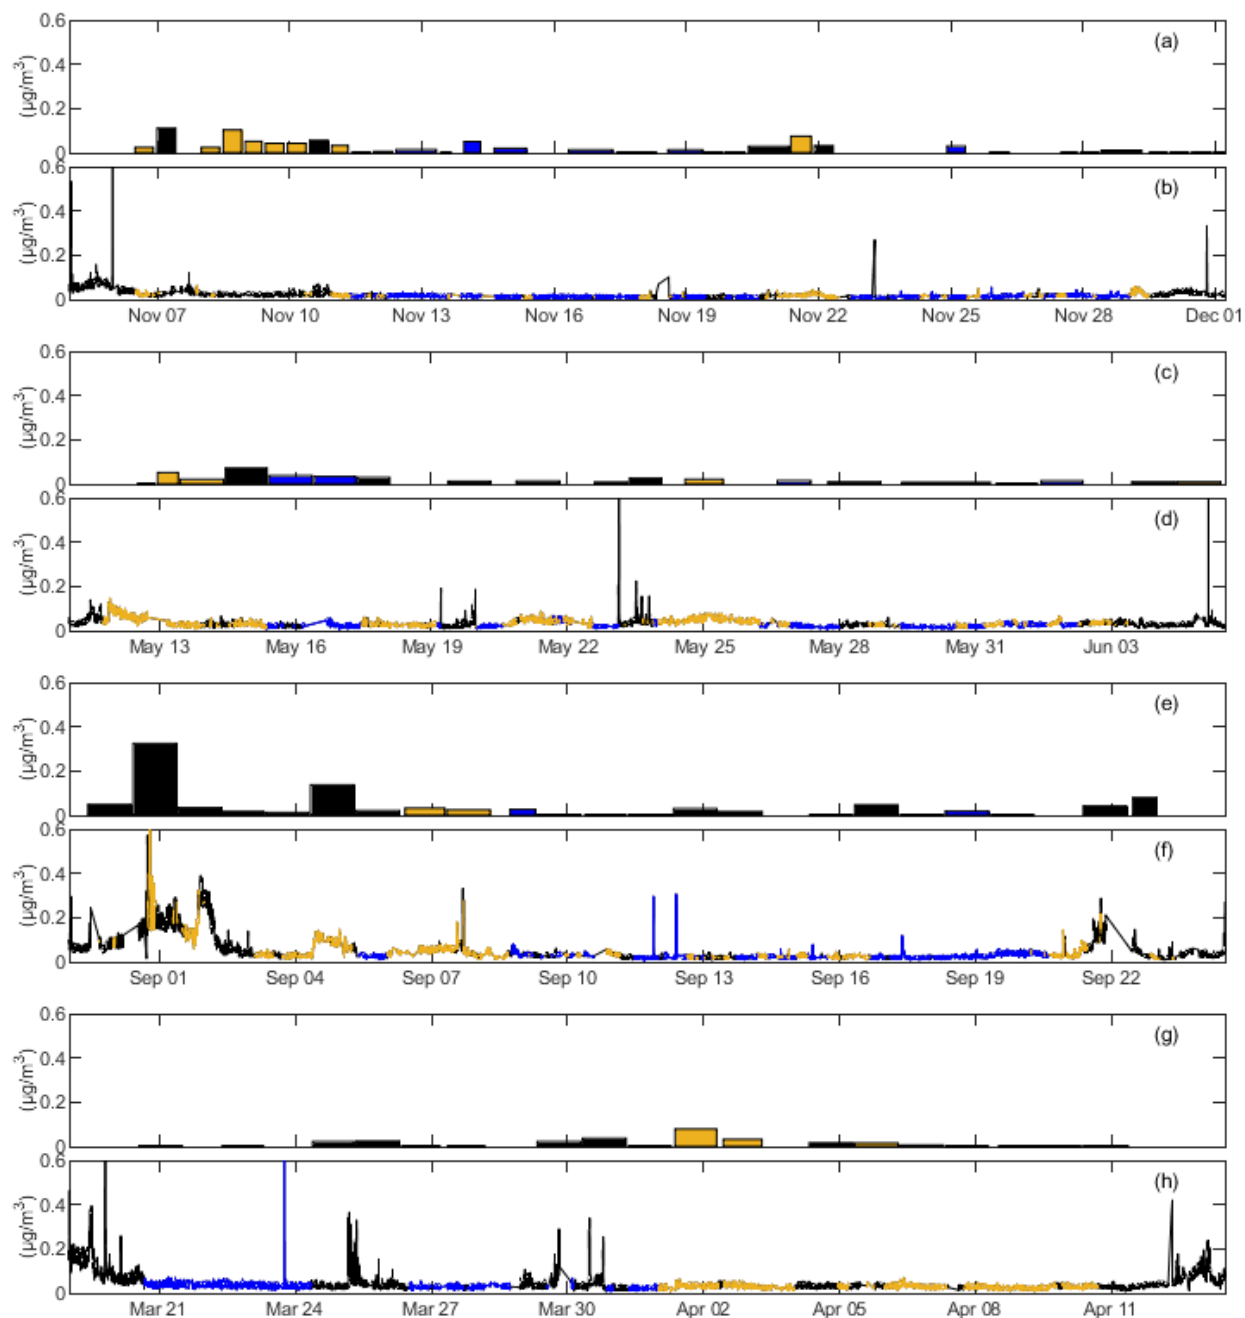 0.6 (a)
0.4
0.2
0
(μg/m³)
0.6 (b)
0.4
0.2
0
(μg/m³)
Nov 07 Nov 10 Nov 13 Nov 16 Nov 19 Nov 22 Nov 25 Nov 28 Dec 01
0.6 (c)
0.4
0.2
0
(μg/m³)
0.6 (d)
0.4
0.2
0
(μg/m³)
May 13 May 16 May 19 May 22 May 25 May 28 May 31 Jun 03
0.6 (e)
0.4
0.2
0
(μg/m³)
0.6 (f)
0.4
0.2
0
(μg/m³)
Sep 01 Sep 04 Sep 07 Sep 10 Sep 13 Sep 16 Sep 19 Sep 22
0.6 (g)
0.4
0.2
0
(μg/m³)
0.6 (h)
0.4
0.2
0
(μg/m³)
Mar 21 Mar 24 Mar 27 Mar 30 Apr 02 Apr 05 Apr 08 Apr 11